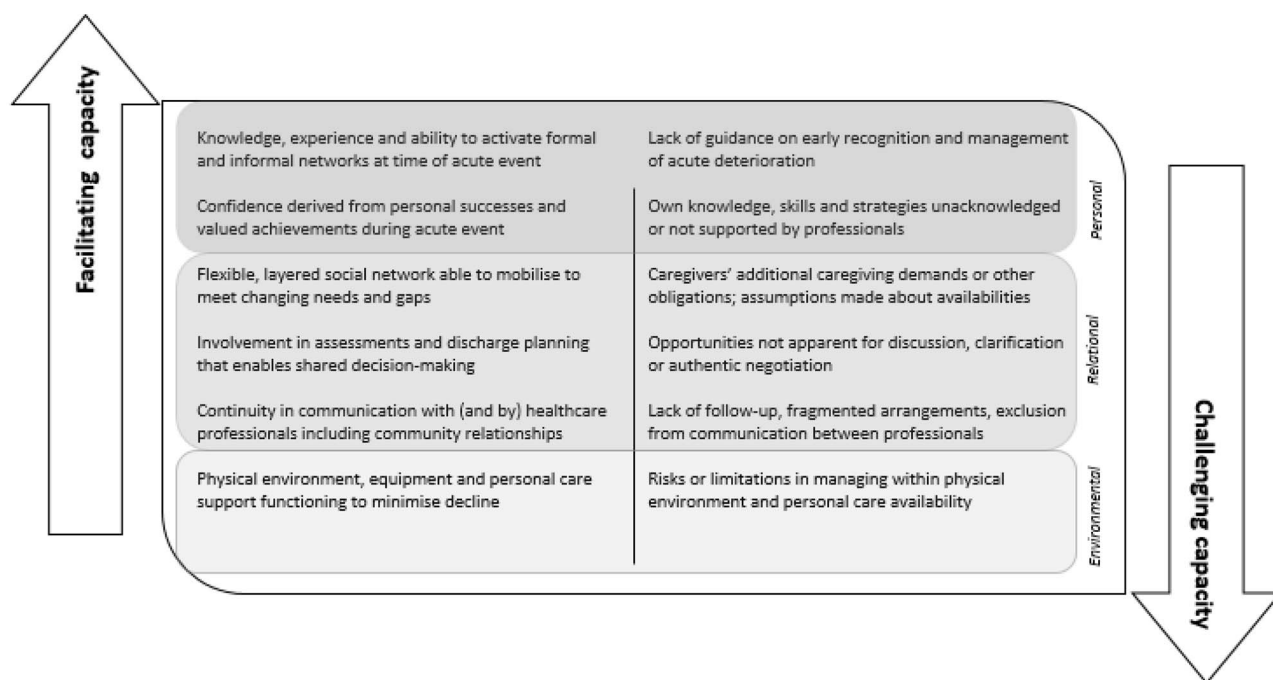 Facilitating capacity
Knowledge, experience and ability to activate formal
and informal networks at time of acute event
Lack of guidance on early recognition and management
of acute deterioration
Confidence derived from personal successes and
valued achievements during acute event
Own knowledge, skills and strategies unacknowledged
or not supported by professionals
Personal
Flexible, layered social network able to mobilise to
meet changing needs and gaps
Caregivers’ additional caregiving demands or other
obligations; assumptions made about availabilities
Involvement in assessments and discharge planning
that enables shared decision-making
Opportunities not apparent for discussion, clarification
or authentic negotiation
Continuity in communication with (and by) healthcare
professionals including community relationships
Lack of follow-up, fragmented arrangements, exclusion
from communication between professionals
Relational
Physical environment, equipment and personal care
support functioning to minimise decline
Risks or limitations in managing within physical
environment and personal care availability
Environmental
Challenging capacity